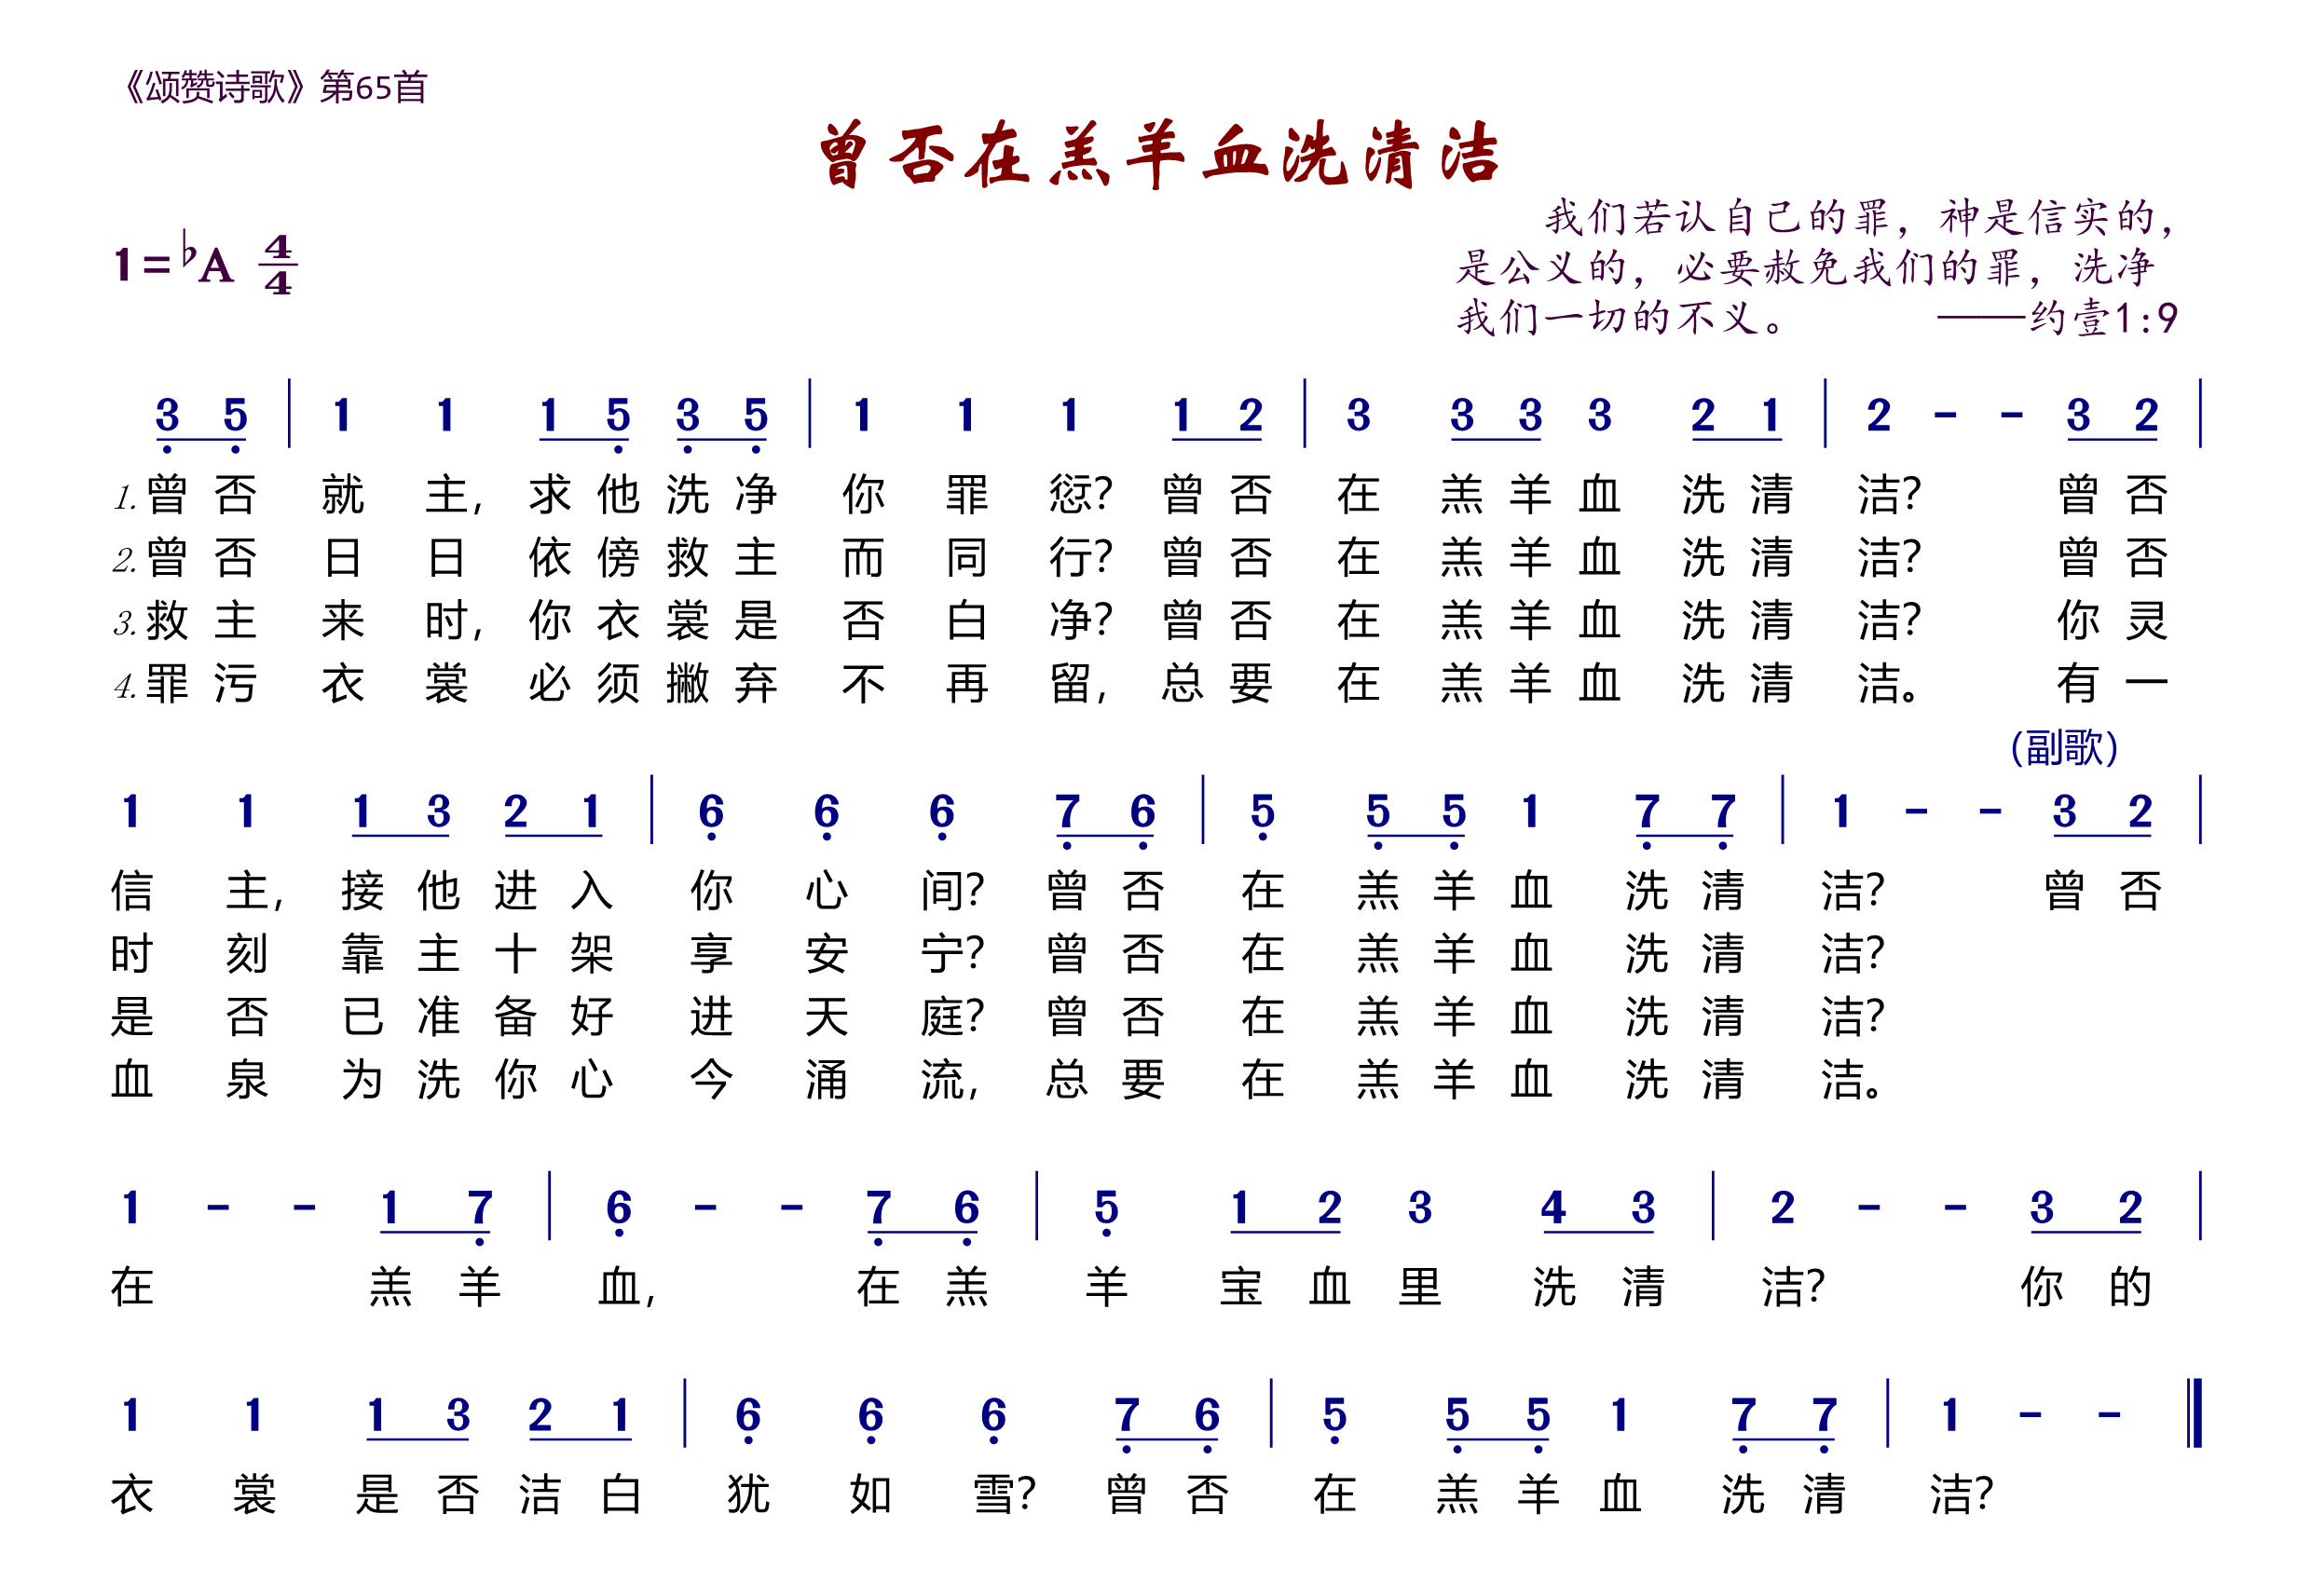 《颂赞诗歌》第65首
曾否在羔羊血洗清洁
我们若认自己的罪，神是信实的，
是公义的，必要赦免我们的罪，洗净
我们一切的不义。 ——约壹1:9
1=♭A 4/4
3 5 | 1 1 1 5 3 5 | 1 1 1 1 2 | 3 3 3 3 2 1 | 2 - - 3 2 |
1.曾否就主，求他洗净你罪愆？曾否在羔羊血洗清洁？曾否
2.曾否日日依傍救主而同行？曾否在羔羊血洗清洁？曾否
3.救主来时，你衣裳是否白净？曾否在羔羊血洗清洁？你灵
4.罪污衣裳必须撇弃不再留，总要在羔羊血洗清洁。有一
(副歌)
1 1 1 3 2 1 | 6 6 6 7 6 | 5 5 5 1 7 7 | 1 - - 3 2 |
信主，接他进入你心间？曾否在羔羊血洗清洁？曾否
时刻靠主十架享安宁？曾否在羔羊血洗清洁？
是否已准备好进天庭？曾否在羔羊血洗清洁？
血泉为洗你心今涌流，总要在羔羊血洗清洁。
1 - - 1 7 | 6 - - 7 6 | 5 1 2 3 4 3 | 2 - - 3 2 |
在羔羊血，在羔羊宝血里洗清洁？你的
1 1 1 3 2 1 | 6 6 6 7 6 | 5 5 5 1 7 7 | 1 - - ‖
衣裳是否洁白犹如雪？曾否在羔羊血洗清洁？